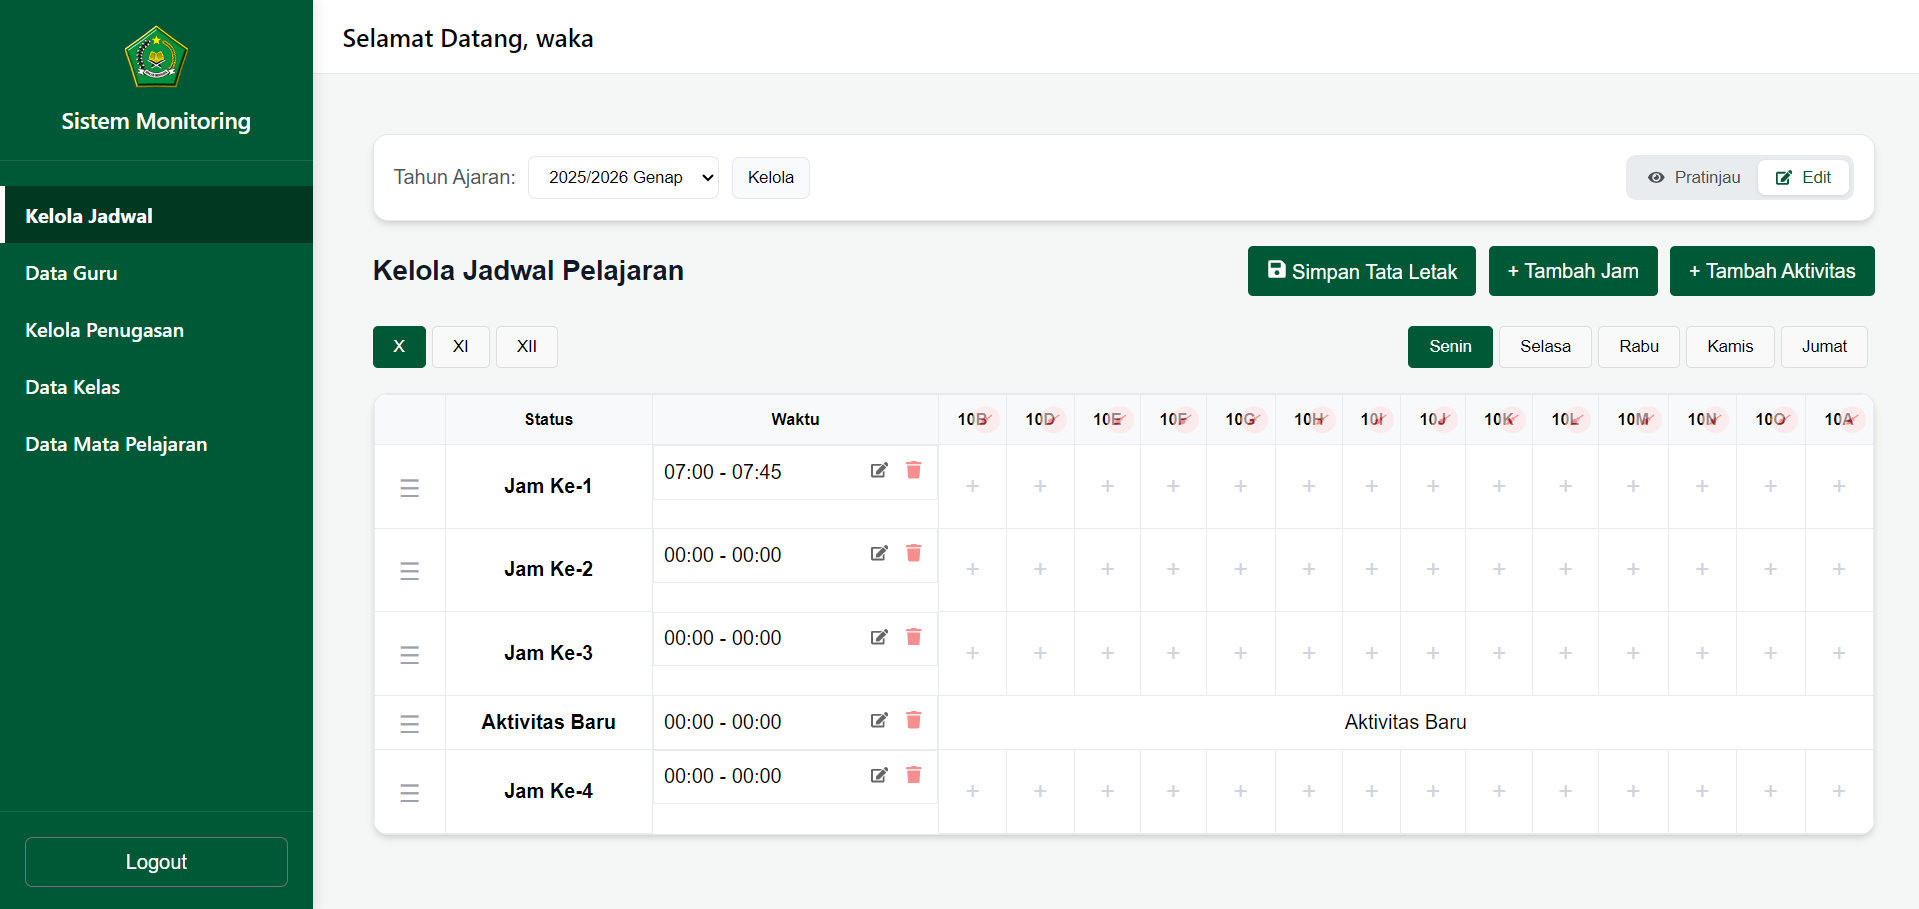 Selamat Datang, waka
Sistem Monitoring
Kelola Jadwal
Data Guru
Kelola Penugasan
Data Kelas
Data Mata Pelajaran
Logout
Tahun Ajaran: 2025/2026 Genap Kelola Pratinjau Edit
Kelola Jadwal Pelajaran Simpan Tata Letak + Tambah Jam + Tambah Aktivitas
X XI XII Senin Selasa Rabu Kamis Jumat
Status Waktu 10B 10D 10E 10F 10G 10H 10I 10J 10K 10L 10M 10N 10O 10A
Jam Ke-1 07:00 - 07:45 + + + + + + + + + + + + + +
Jam Ke-2 00:00 - 00:00 + + + + + + + + + + + + + +
Jam Ke-3 00:00 - 00:00 + + + + + + + + + + + + + +
Aktivitas Baru 00:00 - 00:00 Aktivitas Baru
Jam Ke-4 00:00 - 00:00 + + + + + + + + + + + + + +